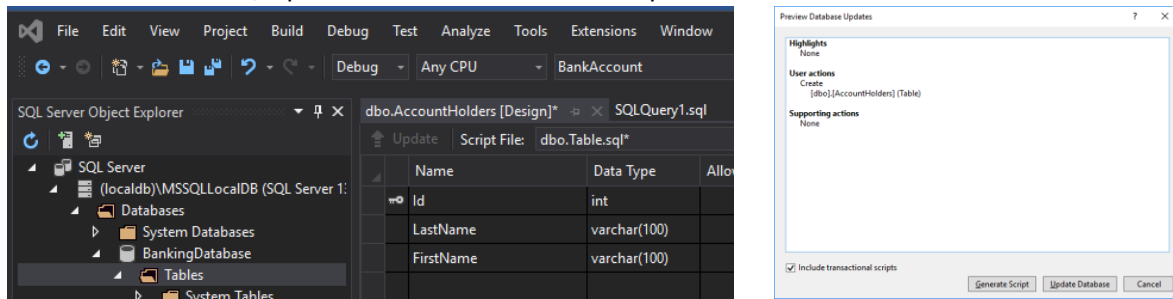 File Edit View Project Build Debug Test Analyze Tools Extensions Window
Debug Any CPU BankAccount
SQL Server Object Explorer
dbo.AccountHolders [Design]* SQLQuery1.sql
Update Script File: dbo.Table.sql*
Name Data Type
Id int
LastName varchar(100)
FirstName varchar(100)
SQL Server
(localdb)\MSSQLLocalDB (SQL Server 1
Databases
System Databases
BankingDatabase
Tables
System Tables
Preview Database Updates ? X
Highlights
None
User actions
Create
[dbo].[AccountHolders] (Table)
Supporting actions
None
Include transactional scripts
Generate Script Update Database Cancel